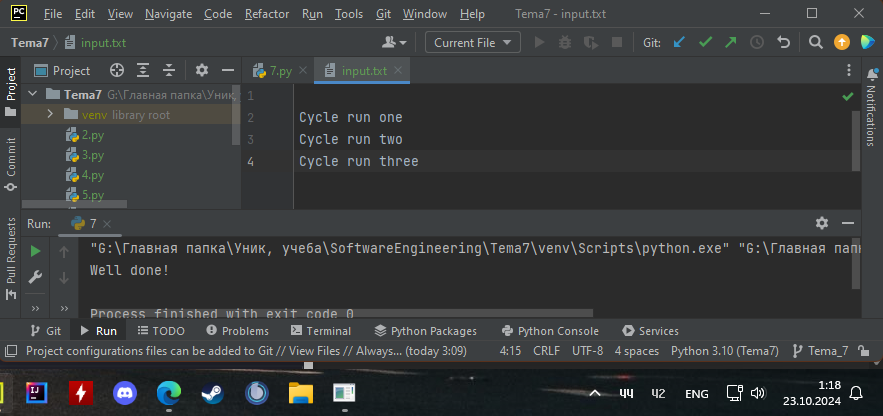 PC File Edit View Navigate Code Refactor Run Tools Git Window Help Tema7 - input.txt
Tema7 input.txt Current File Git:
Project Project 7.py input.txt
Tema7 G:\Главная папка\Уник,
venv library root
2.py
3.py
4.py
5.py
1
2 Cycle run one
3 Cycle run two
4 Cycle run three
Commit
Pull Requests
Notifications
Run: 7
"G:\Главная папка\Уник, учеба\SoftwareEngineering\Tema7\venv\Scripts\python.exe" "G:\Главная пап
Well done!
Process finished with exit code 0
Git Run TODO Problems Terminal Python Packages Python Console Services
Project configurations files can be added to Git // View Files // Always... (today 3:09) 4:15 CRLF UTF-8 4 spaces Python 3.10 (Tema7) Tema_7
IJ ENG 1:18
23.10.2024